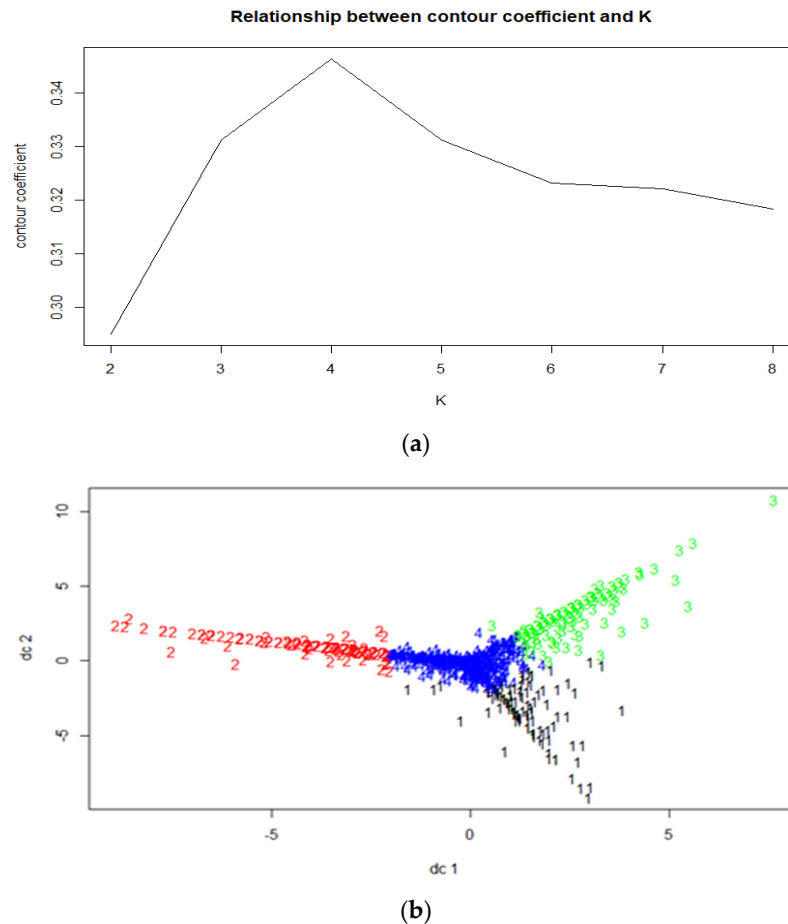 Relationship between contour coefficient and K
contour coefficient
0.34
0.33
0.32
0.31
0.30
2 3 4 5 6 7 8
K
(a)
dc 2
10
5
0
-5
-5 0 5
dc 1
(b)